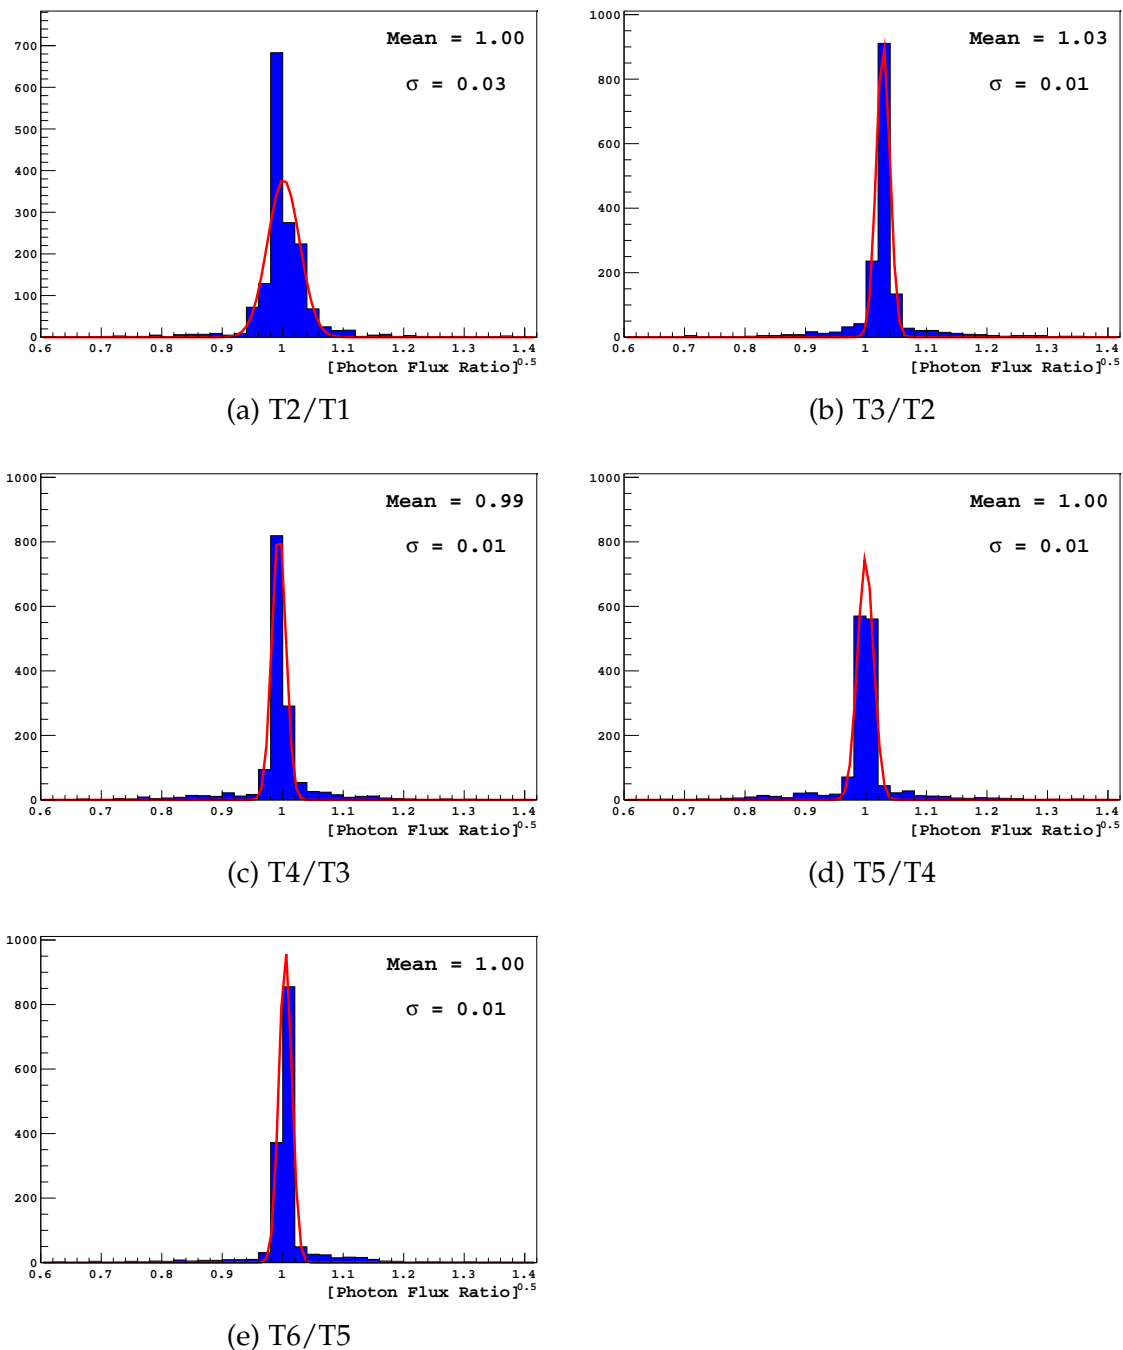 Mean = 1.00
σ = 0.03
700
600
500
400
300
200
100
0
0.6 0.7 0.8 0.9 1 1.1 1.2 1.3 1.4
[Photon Flux Ratio]^0.5
(a) T2/T1
Mean = 1.03
σ = 0.01
1000
800
600
400
200
0
0.6 0.7 0.8 0.9 1 1.1 1.2 1.3 1.4
[Photon Flux Ratio]^0.5
(b) T3/T2
Mean = 0.99
σ = 0.01
1000
800
600
400
200
0
0.6 0.7 0.8 0.9 1 1.1 1.2 1.3 1.4
[Photon Flux Ratio]^0.5
(c) T4/T3
Mean = 1.00
σ = 0.01
1000
800
600
400
200
0
0.6 0.7 0.8 0.9 1 1.1 1.2 1.3 1.4
[Photon Flux Ratio]^0.5
(d) T5/T4
Mean = 1.00
σ = 0.01
1000
800
600
400
200
0
0.6 0.7 0.8 0.9 1 1.1 1.2 1.3 1.4
[Photon Flux Ratio]^0.5
(e) T6/T5